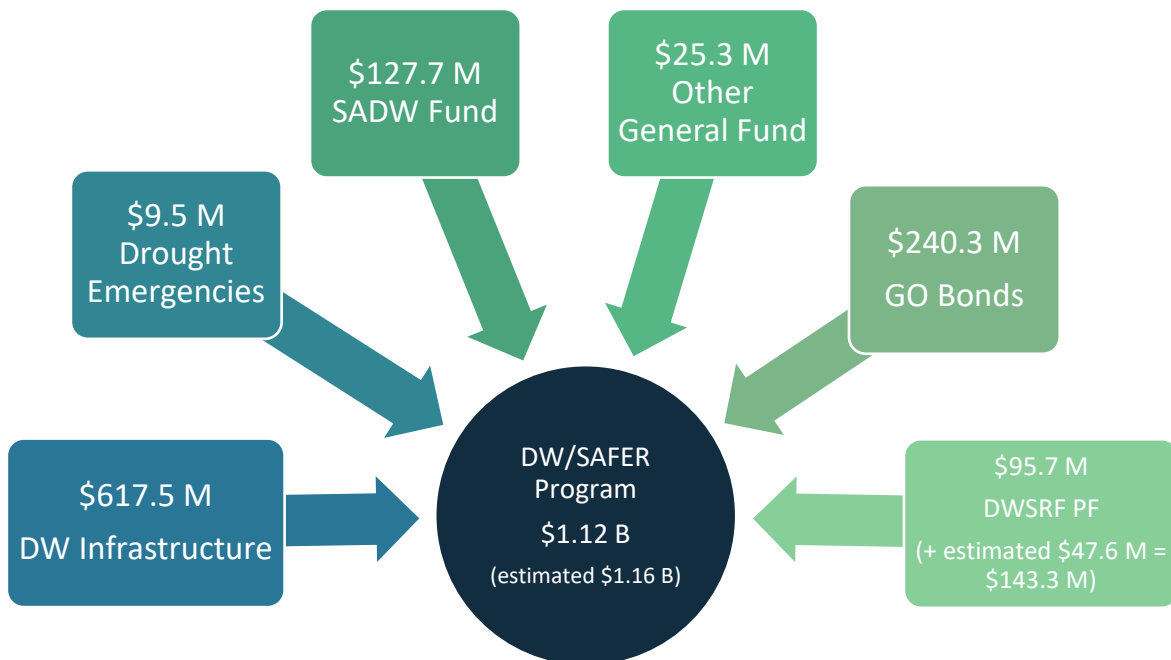 $127.7 M
SADW Fund
$25.3 M
Other
General Fund
$9.5 M
Drought
Emergencies
$240.3 M
GO Bonds
$617.5 M
DW Infrastructure
DW/SAFER
Program
$1.12 B
(estimated $1.16 B)
$95.7 M
DWSRF PF
(+ estimated $47.6 M =
$143.3 M)